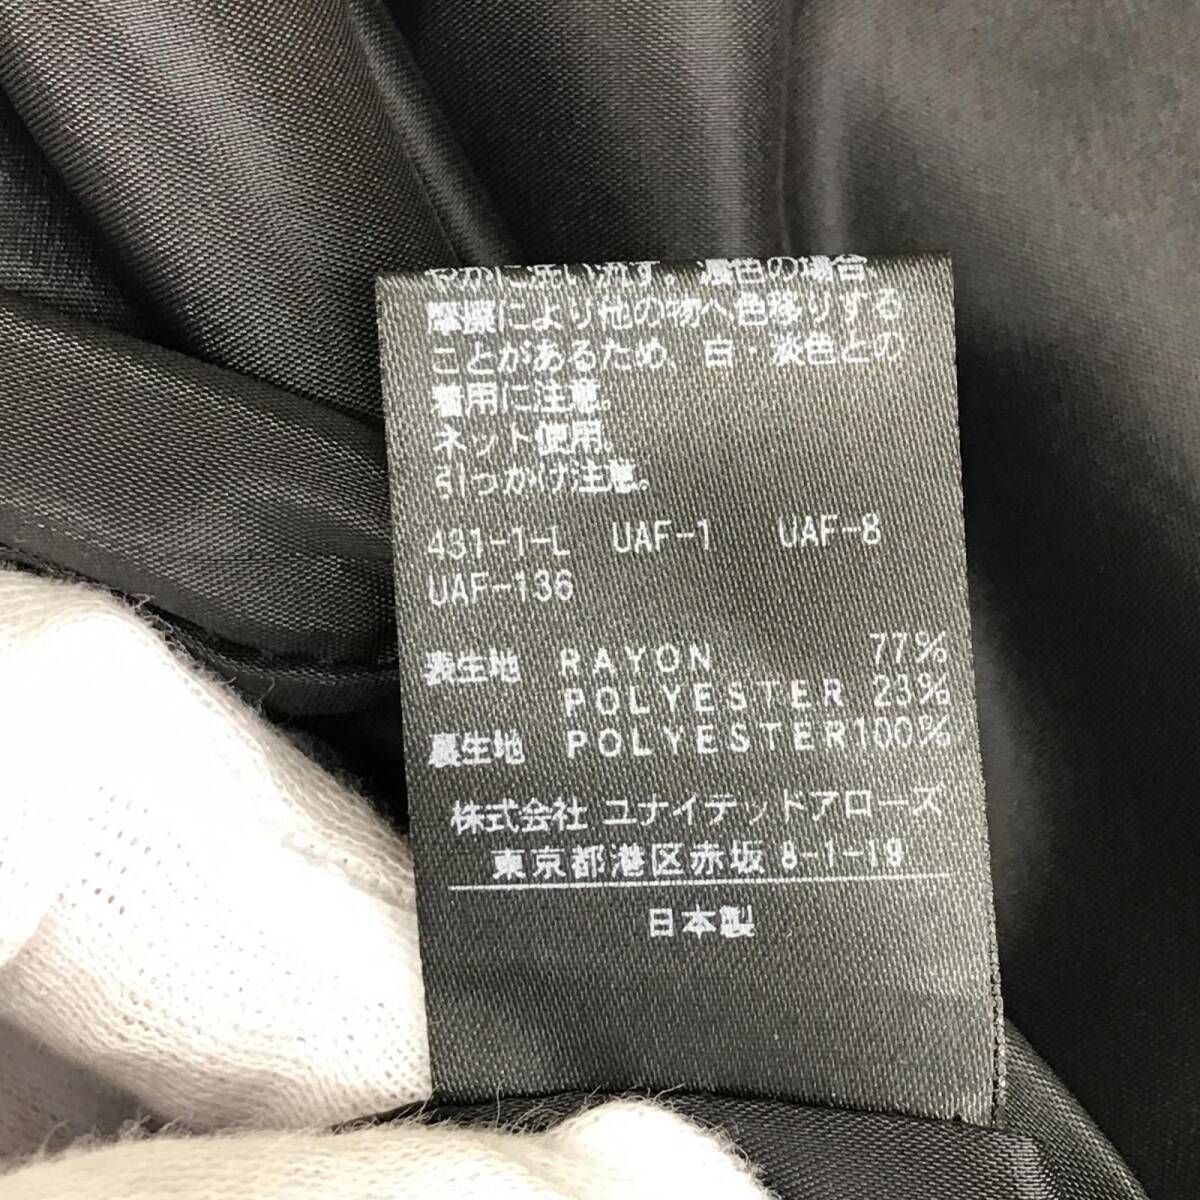 やかに洗い流す。濃色の場合、
摩擦により他の物へ色移りする
ことがあるため、白・淡色との
着用に注意。
ネット使用。
引っかけ注意。
431-1-L UAF-1 UAF-8
UAF-136
表生地 RAYON 77%
POLYESTER 23%
裏生地 POLYESTER100%
株式会社 ユナイテッドアローズ
東京都港区赤坂 8-1-19
日本製